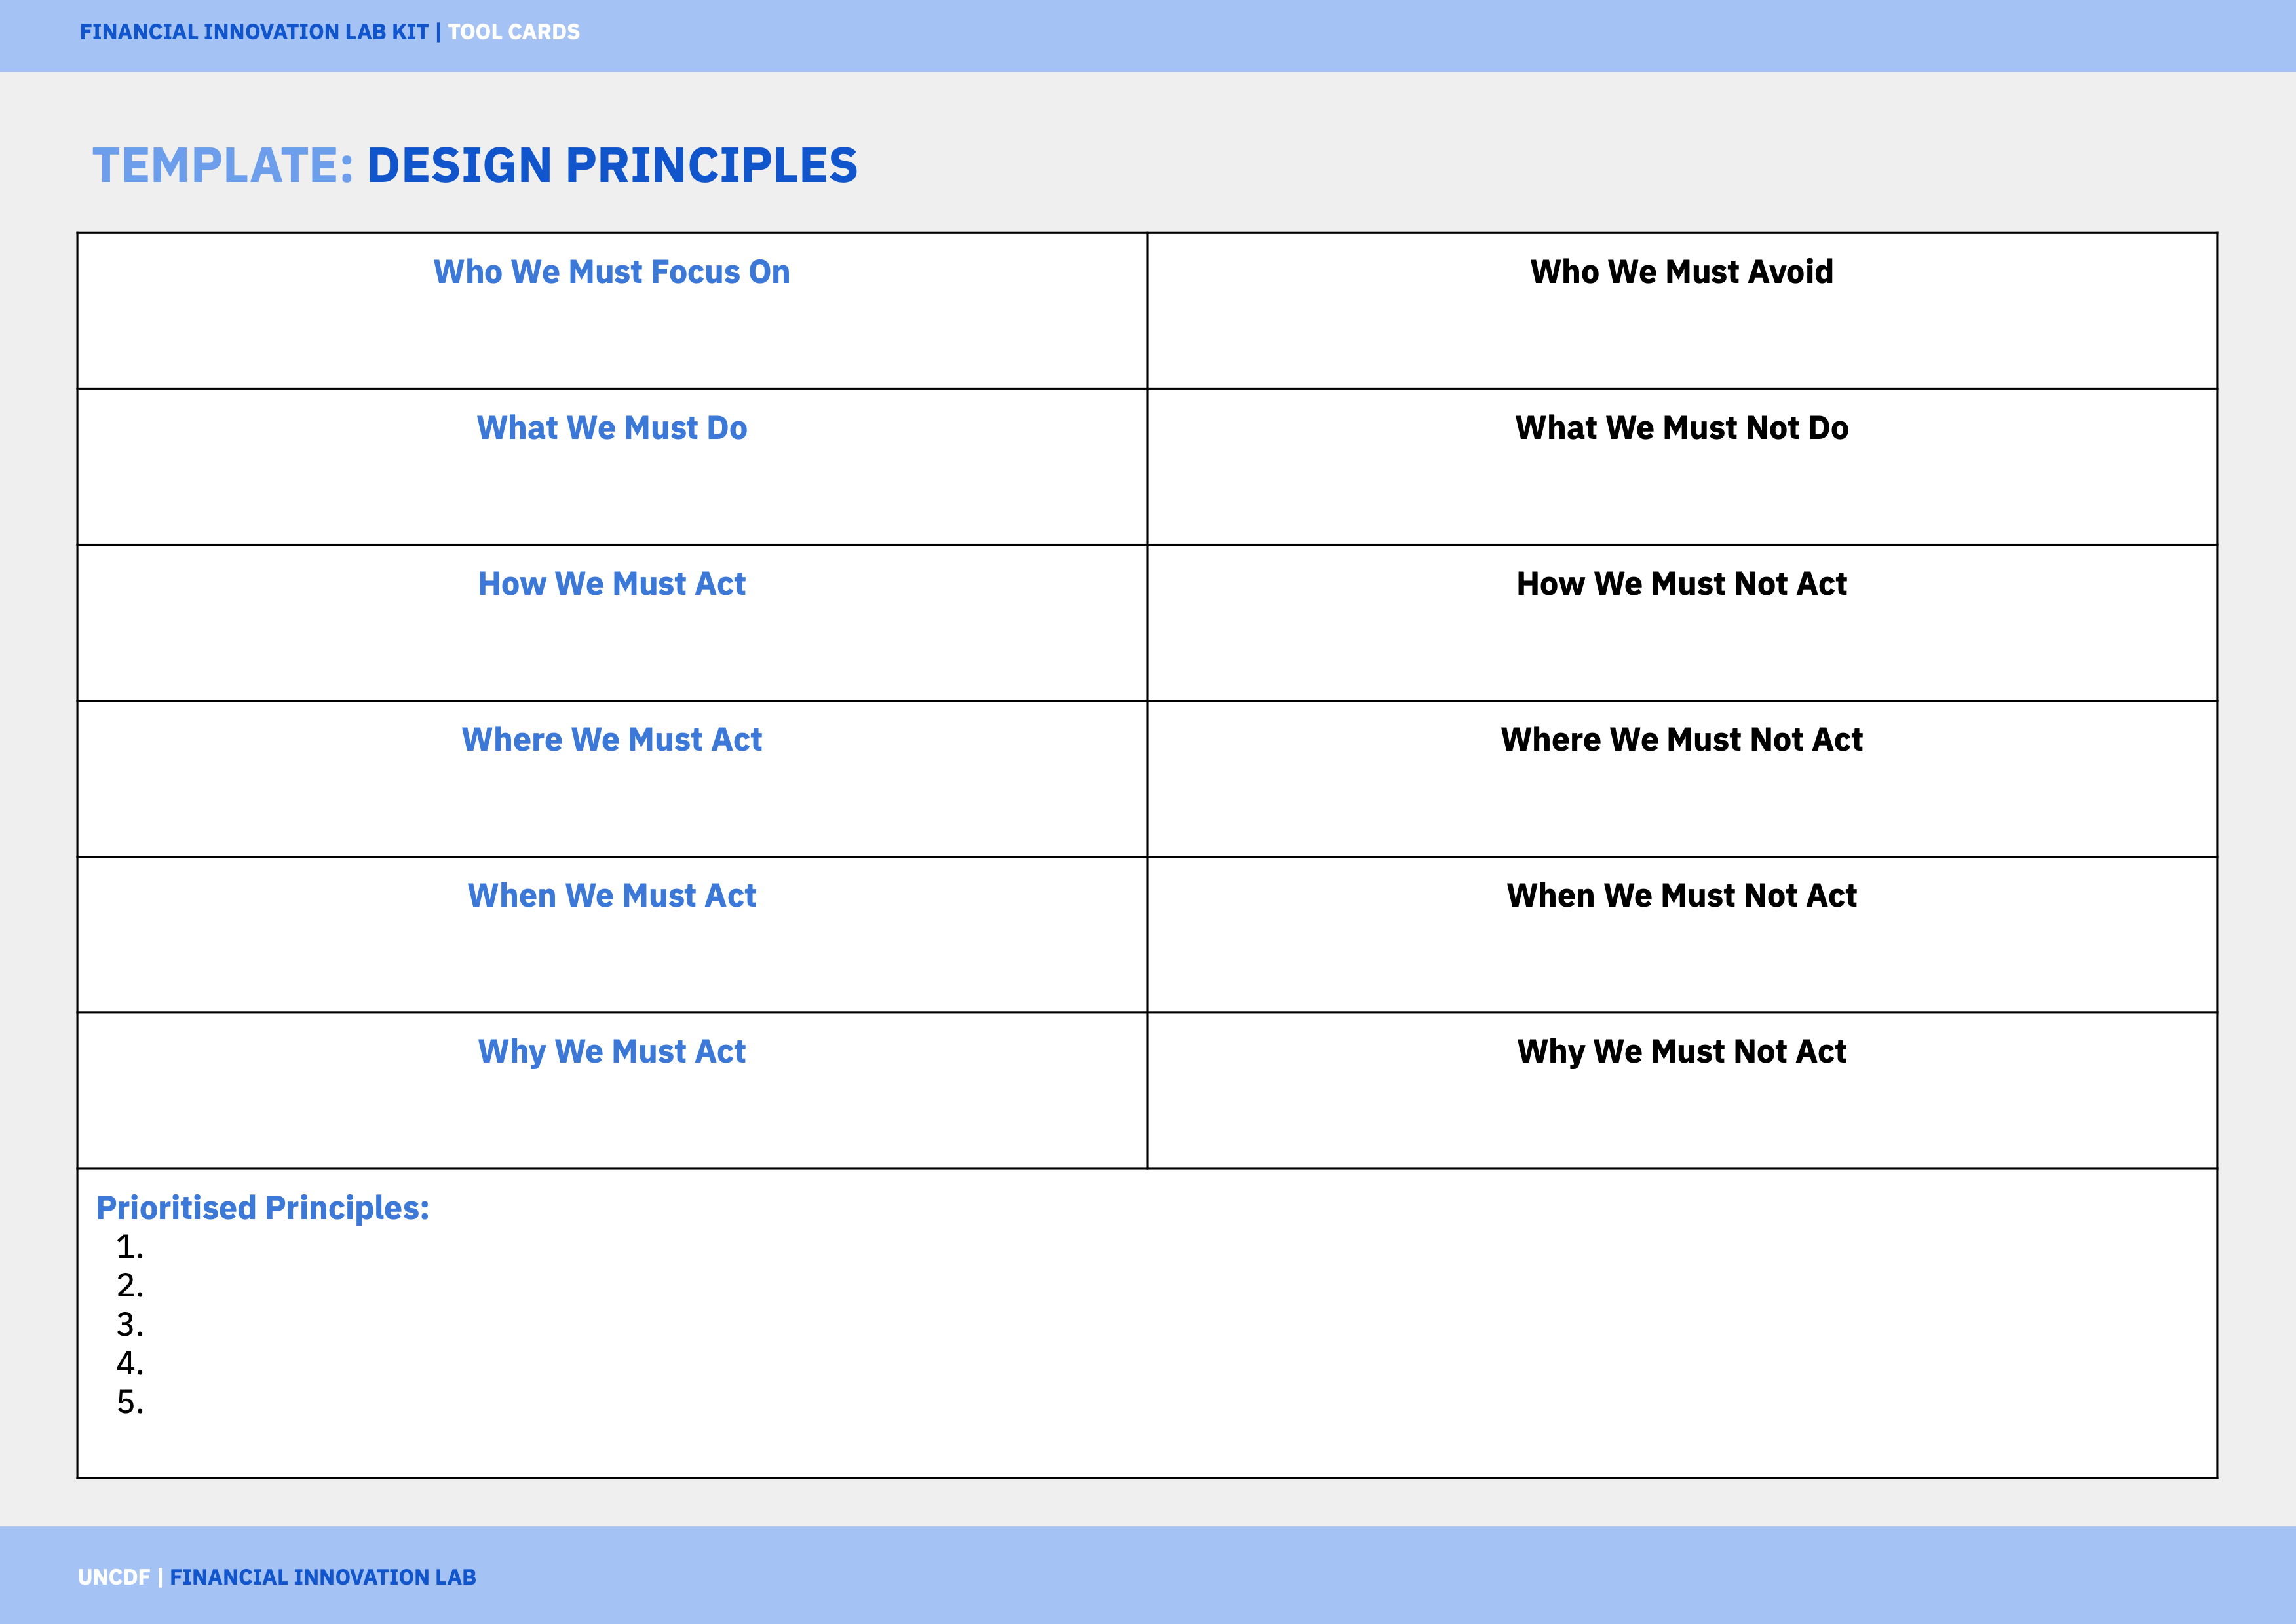 FINANCIAL INNOVATION LAB KIT | TOOL CARDS
TEMPLATE: DESIGN PRINCIPLES
Who We Must Focus On
Who We Must Avoid
What We Must Do
What We Must Not Do
How We Must Act
How We Must Not Act
Where We Must Act
Where We Must Not Act
When We Must Act
When We Must Not Act
Why We Must Act
Why We Must Not Act
Prioritised Principles:
1.
2.
3.
4.
5.
UNCDF | FINANCIAL INNOVATION LAB